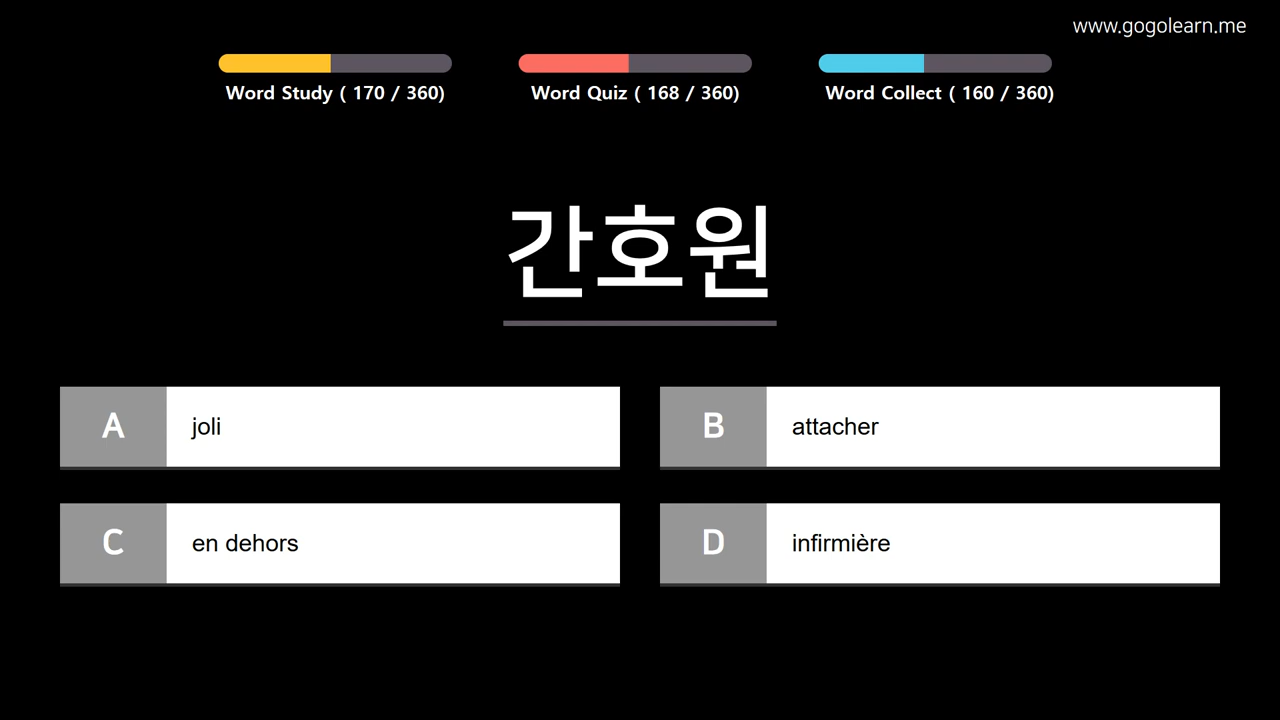 www.gogolearn.me
Word Study ( 170 / 360)
Word Quiz ( 168 / 360)
Word Collect ( 160 / 360)
간호원
A joli
B attacher
C en dehors
D infirmière